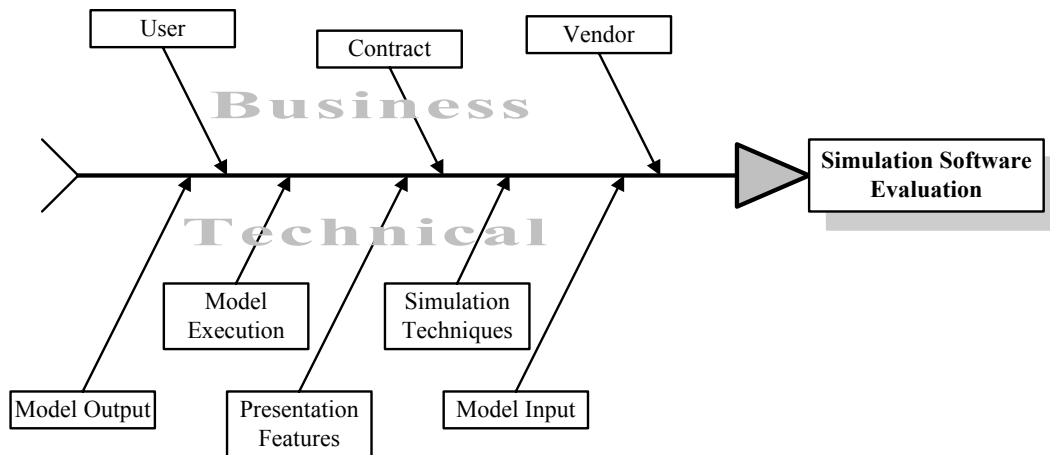 User
Contract
Vendor
Business
Simulation Software
Evaluation
Technical
Model
Execution
Simulation
Techniques
Model Output
Presentation
Features
Model Input